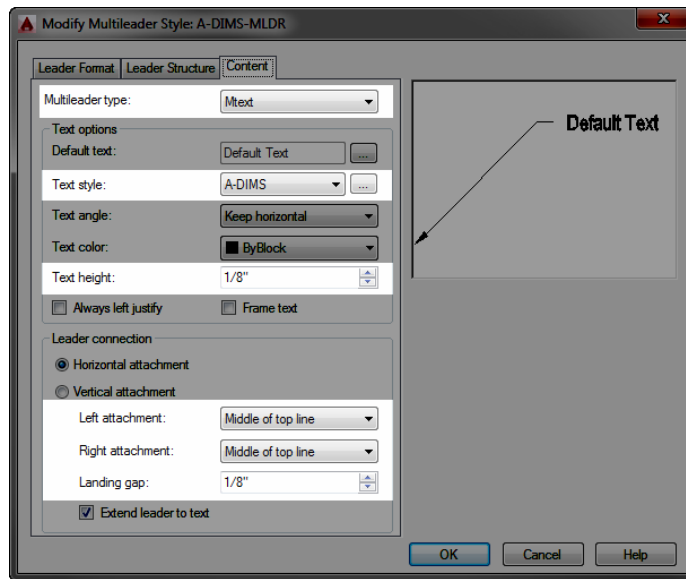 Modify Multileader Style: A-DIMS-MLDR
Leader Format Leader Structure Content
Multileader type: Mtext
Text options
Default text: Default Text ...
Text style: A-DIMS ...
Text angle: Keep horizontal
Text color: ByBlock
Text height: 1/8"
Always left justify Frame text
Leader connection
Horizontal attachment
Vertical attachment
Left attachment: Middle of top line
Right attachment: Middle of top line
Landing gap: 1/8"
Extend leader to text
Default Text
OK Cancel Help